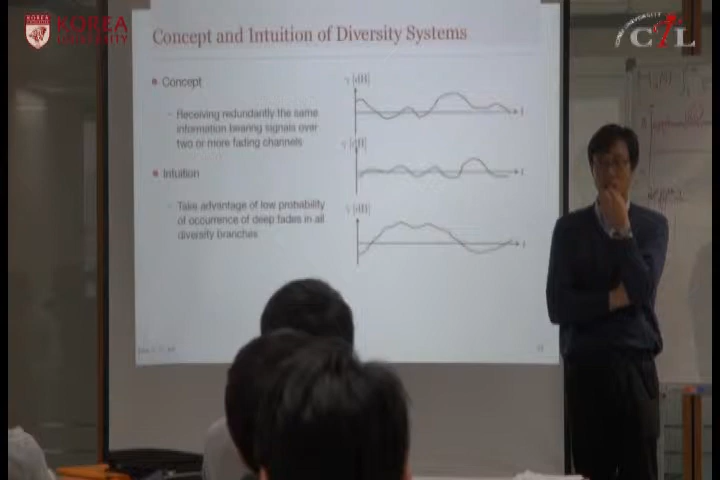 KOREA
UNIVERSITY
CTL
Concept and Intuition of Diversity Systems
Concept
- Receiving redundantly the same
information bearing signals over
two or more fading channels
Intuition
- Take advantage of low probability
of occurrence of deep fades in all
diversity branches
t
t
t